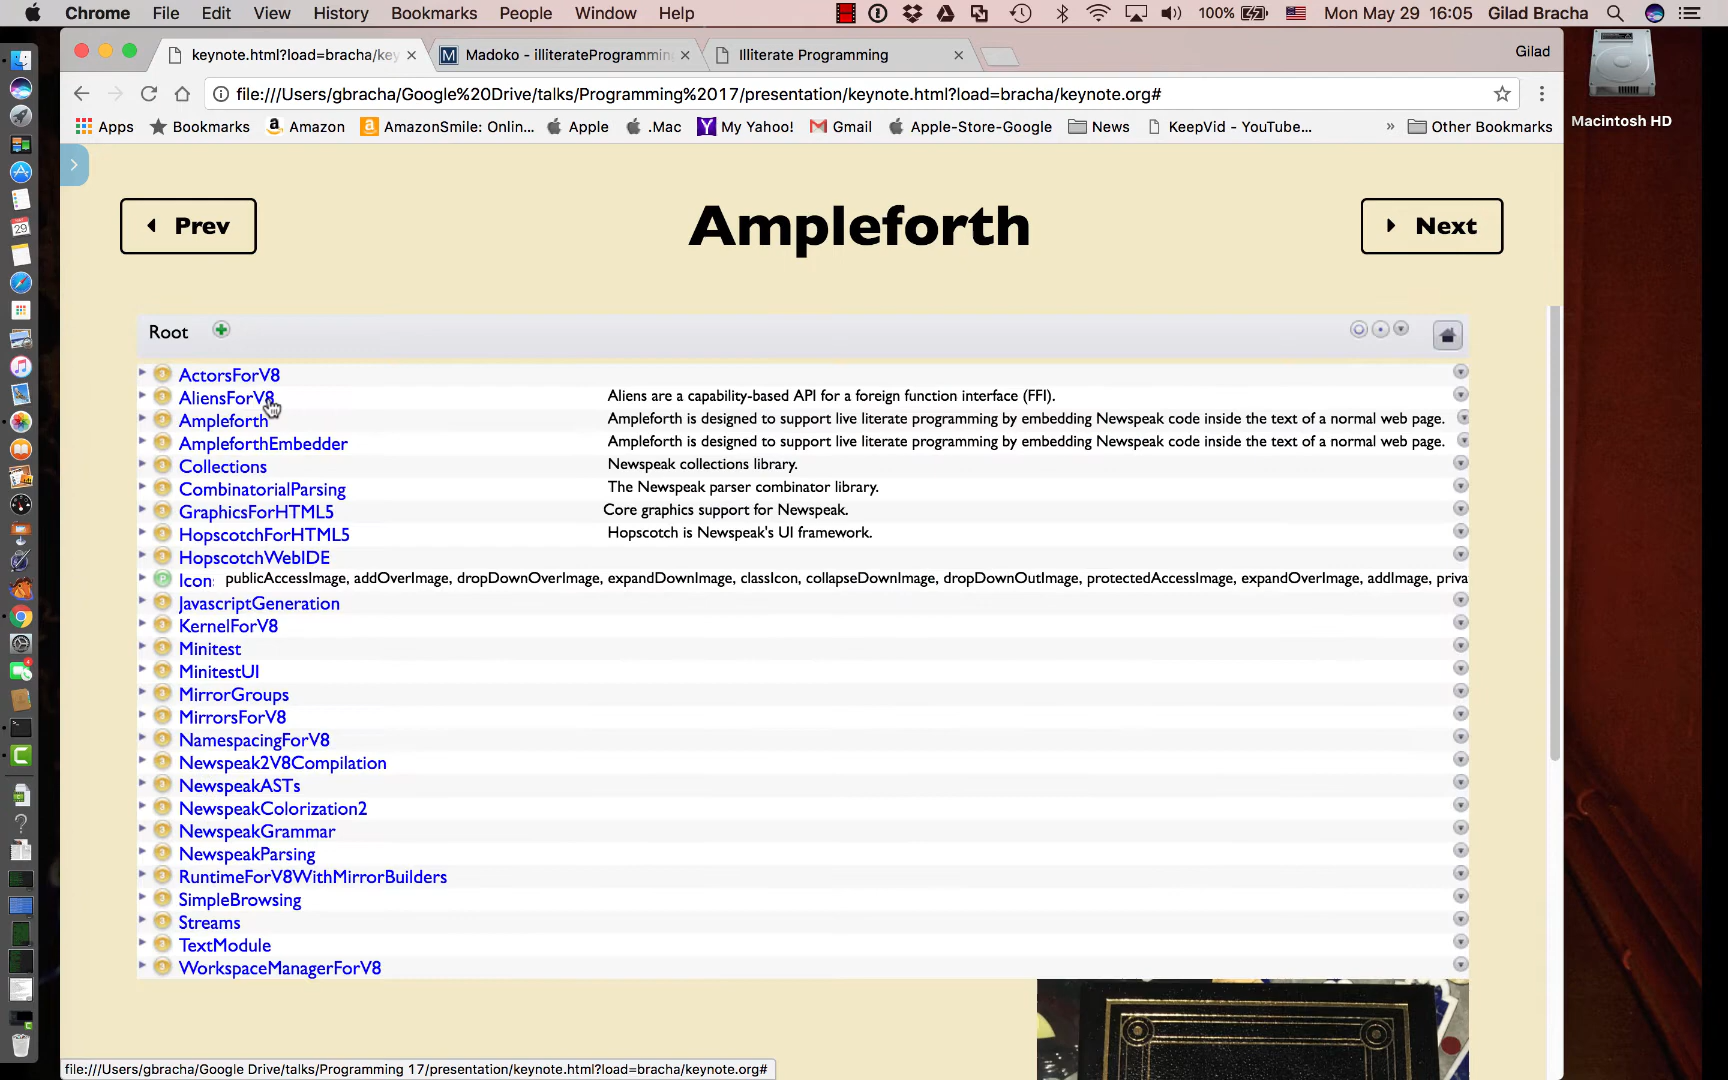 Chrome File Edit View History Bookmarks People Window Help 100% Mon May 29 16:05 Gilad Bracha
keynote.html?load=bracha/key Madoko - illiterateProgrammin Illiterate Programming Gilad
file:///Users/gbracha/Google%20Drive/talks/Programming%2017/presentation/keynote.html?load=bracha/keynote.org#
Apps Bookmarks Amazon AmazonSmile: Onlin... Apple .Mac My Yahoo! Gmail Apple-Store-Google News KeepVid - YouTube... » Other Bookmarks
Macintosh HD
Prev Ampleforth Next
Root
ActorsForV8
AliensForV8 Aliens are a capability-based API for a foreign function interface (FFI).
Ampleforth Ampleforth is designed to support live literate programming by embedding Newspeak code inside the text of a normal web page.
AmpleforthEmbedder Ampleforth is designed to support live literate programming by embedding Newspeak code inside the text of a normal web page.
Collections Newspeak collections library.
CombinatorialParsing The Newspeak parser combinator library.
GraphicsForHTML5 Core graphics support for Newspeak.
HopscotchForHTML5 Hopscotch is Newspeak's UI framework.
HopscotchWebIDE
Icon publicAccessImage, addOverImage, dropDownOverImage, expandDownImage, classIcon, collapseDownImage, dropDownOutImage, protectedAccessImage, expandOverImage, addImage, priva
JavascriptGeneration
KernelForV8
Minitest
MinitestUI
MirrorGroups
MirrorsForV8
NamespacingForV8
Newspeak2V8Compilation
NewspeakASTs
NewspeakColorization2
NewspeakGrammar
NewspeakParsing
RuntimeForV8WithMirrorBuilders
SimpleBrowsing
Streams
TextModule
WorkspaceManagerForV8
file:///Users/gbracha/Google Drive/talks/Programming 17/presentation/keynote.html?load=bracha/keynote.org#